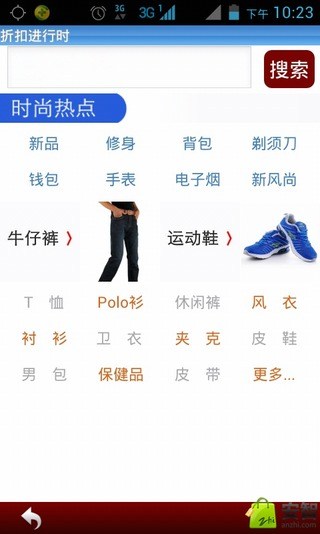 3G 3G 1 下午 10:23
折扣进行时
搜索
时尚热点
新品 修身 背包 剃须刀
钱包 手表 电子烟 新风尚
牛仔裤 运动鞋
T 恤 Polo衫 休闲裤 风 衣
衬 衫 卫 衣 夹 克 皮 鞋
男 包 保健品 皮 带 更多...
安智
anzhi.com